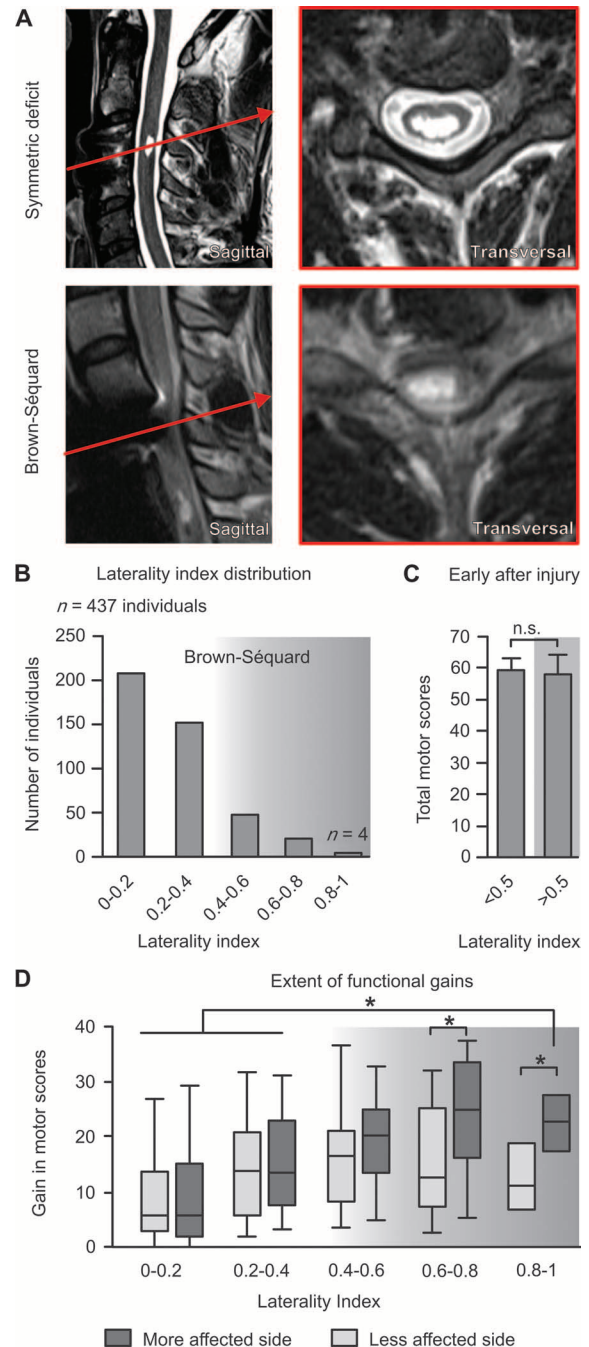 A
Symmetric deficit
Sagittal
Transversal
Brown-Séquard
Sagittal
Transversal
B Laterality index distribution
n = 437 individuals
Brown-Séquard
Number of individuals
250
200
150
100
50
0
n = 4
0-0.2
0.2-0.4
0.4-0.6
0.6-0.8
0.8-1
Laterality index
C Early after injury
n.s.
Total motor scores
70
60
50
40
30
20
10
0
<0.5
>0.5
Laterality index
D Extent of functional gains
*
*
*
Gain in motor scores
40
30
20
10
0
0-0.2 0.2-0.4 0.4-0.6 0.6-0.8 0.8-1
Laterality Index
More affected side Less affected side